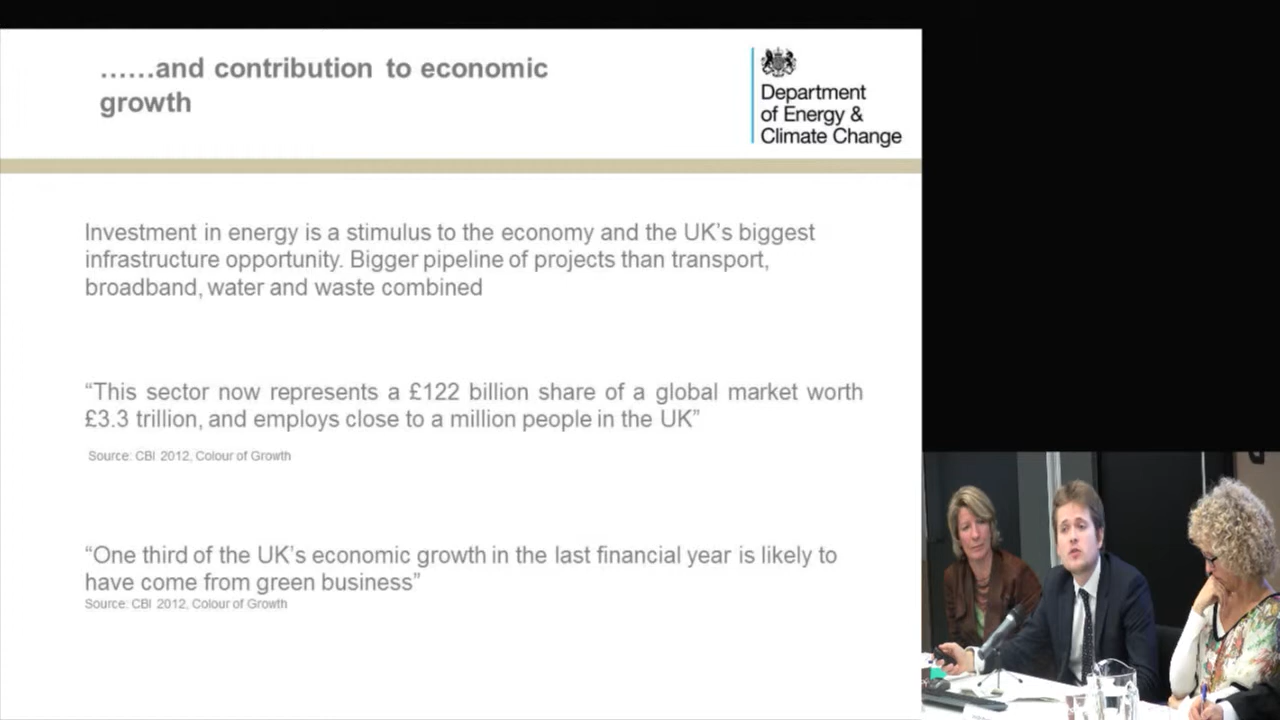 ......and contribution to economic
growth
Department
of Energy &
Climate Change
Investment in energy is a stimulus to the economy and the UK's biggest
infrastructure opportunity. Bigger pipeline of projects than transport,
broadband, water and waste combined
“This sector now represents a £122 billion share of a global market worth
£3.3 trillion, and employs close to a million people in the UK”
Source: CBI 2012, Colour of Growth
“One third of the UK's economic growth in the last financial year is likely to
have come from green business”
Source: CBI 2012, Colour of Growth